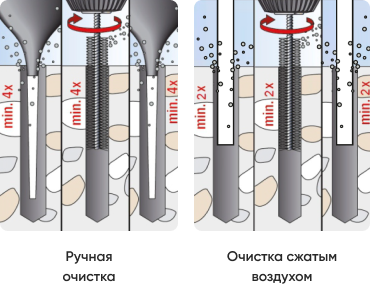 min. 4x
min. 4x
min. 4x
min. 2x
min. 2x
min. 2x
Ручная
очистка
Очистка сжатым
воздухом